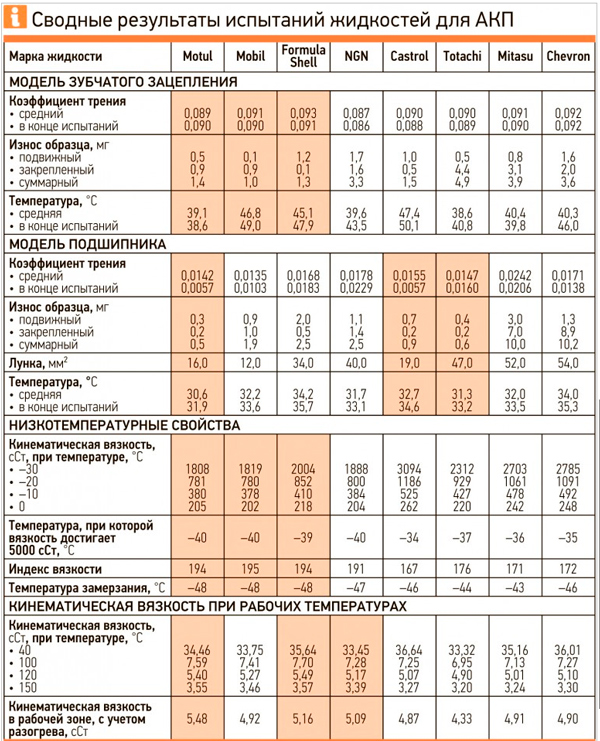 i Сводные результаты испытаний жидкостей для АКП
Марка жидкости Motul Mobil Formula Shell NGN Castrol Totachi Mitasu Chevron
МОДЕЛЬ ЗУБЧАТОГО ЗАЦЕПЛЕНИЯ
Коэффициент трения
• средний 0,089 0,091 0,093 0,087 0,090 0,090 0,091 0,092
• в конце испытаний 0,090 0,090 0,091 0,086 0,088 0,089 0,090 0,092
Износ образца, мг
• подвижный 0,5 0,1 1,2 1,7 1,0 0,5 0,8 1,6
• закрепленный 0,9 0,9 0,1 1,6 0,5 4,4 3,1 2,0
• суммарный 1,4 1,0 1,3 3,3 1,5 4,9 3,9 3,6
Температура, °С
• средняя 39,1 46,8 45,1 39,6 47,4 38,6 40,4 40,3
• в конце испытаний 38,6 49,0 47,9 43,5 50,1 40,8 39,8 46,0
МОДЕЛЬ ПОДШИПНИКА
Коэффициент трения
• средний 0,0142 0,0135 0,0168 0,0178 0,0155 0,0147 0,0242 0,0171
• в конце испытаний 0,0057 0,0103 0,0183 0,0229 0,0057 0,0160 0,0206 0,0138
Износ образца, мг
• подвижный 0,3 0,9 2,0 1,1 0,7 0,4 3,0 1,3
• закрепленный 0,2 1,0 0,5 1,4 0,2 0,2 7,0 8,9
• суммарный 0,5 1,9 2,5 2,5 0,9 0,6 10,0 10,2
Лунка, мм² 16,0 12,0 34,0 40,0 19,0 47,0 52,0 54,0
Температура, °С
• средняя 30,6 32,2 34,2 31,7 32,7 31,3 32,0 34,0
• в конце испытаний 31,9 33,6 35,7 33,1 34,6 33,2 33,5 35,3
НИЗКОТЕМПЕРАТУРНЫЕ СВОЙСТВА
Кинематическая вязкость,
сСт, при температуре, °С
• –30 1808 1819 2004 1888 3094 2312 2703 2785
• –20 781 780 852 800 1186 929 1061 1091
• –10 380 378 410 384 525 427 478 492
• 0 205 202 218 204 262 220 242 248
Температура, при которой
вязкость достигает
5000 сСт, °С –40 –40 –39 –40 –34 –37 –36 –35
Индекс вязкости 194 195 194 191 167 176 171 172
Температура замерзания, °С –48 –48 –48 –47 –46 –44 –43 –46
КИНЕМАТИЧЕСКАЯ ВЯЗКОСТЬ ПРИ РАБОЧИХ ТЕМПЕРАТУРАХ
Кинематическая вязкость,
сСт, при температуре, °С
• 40 34,46 33,75 35,64 33,45 36,64 33,32 35,16 36,01
• 100 7,59 7,41 7,70 7,28 7,25 6,95 7,13 7,27
• 120 5,40 5,27 5,49 5,17 5,07 4,90 5,01 5,10
• 150 3,55 3,46 3,57 3,39 3,27 3,20 3,24 3,30
Кинематическая вязкость
в рабочей зоне, с учетом
разогрева, сСт 5,48 4,92 5,16 5,09 4,87 4,33 4,91 4,90